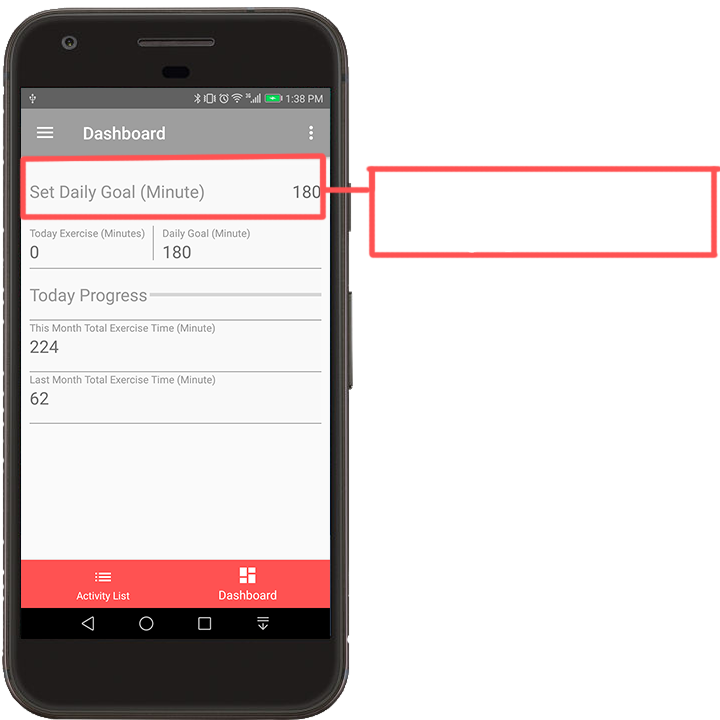 1:38 PM
Dashboard
Set Daily Goal (Minute) 180
Today Exercise (Minutes) Daily Goal (Minute)
0 180
Today Progress
This Month Total Exercise Time (Minute)
224
Last Month Total Exercise Time (Minute)
62
Activity List Dashboard